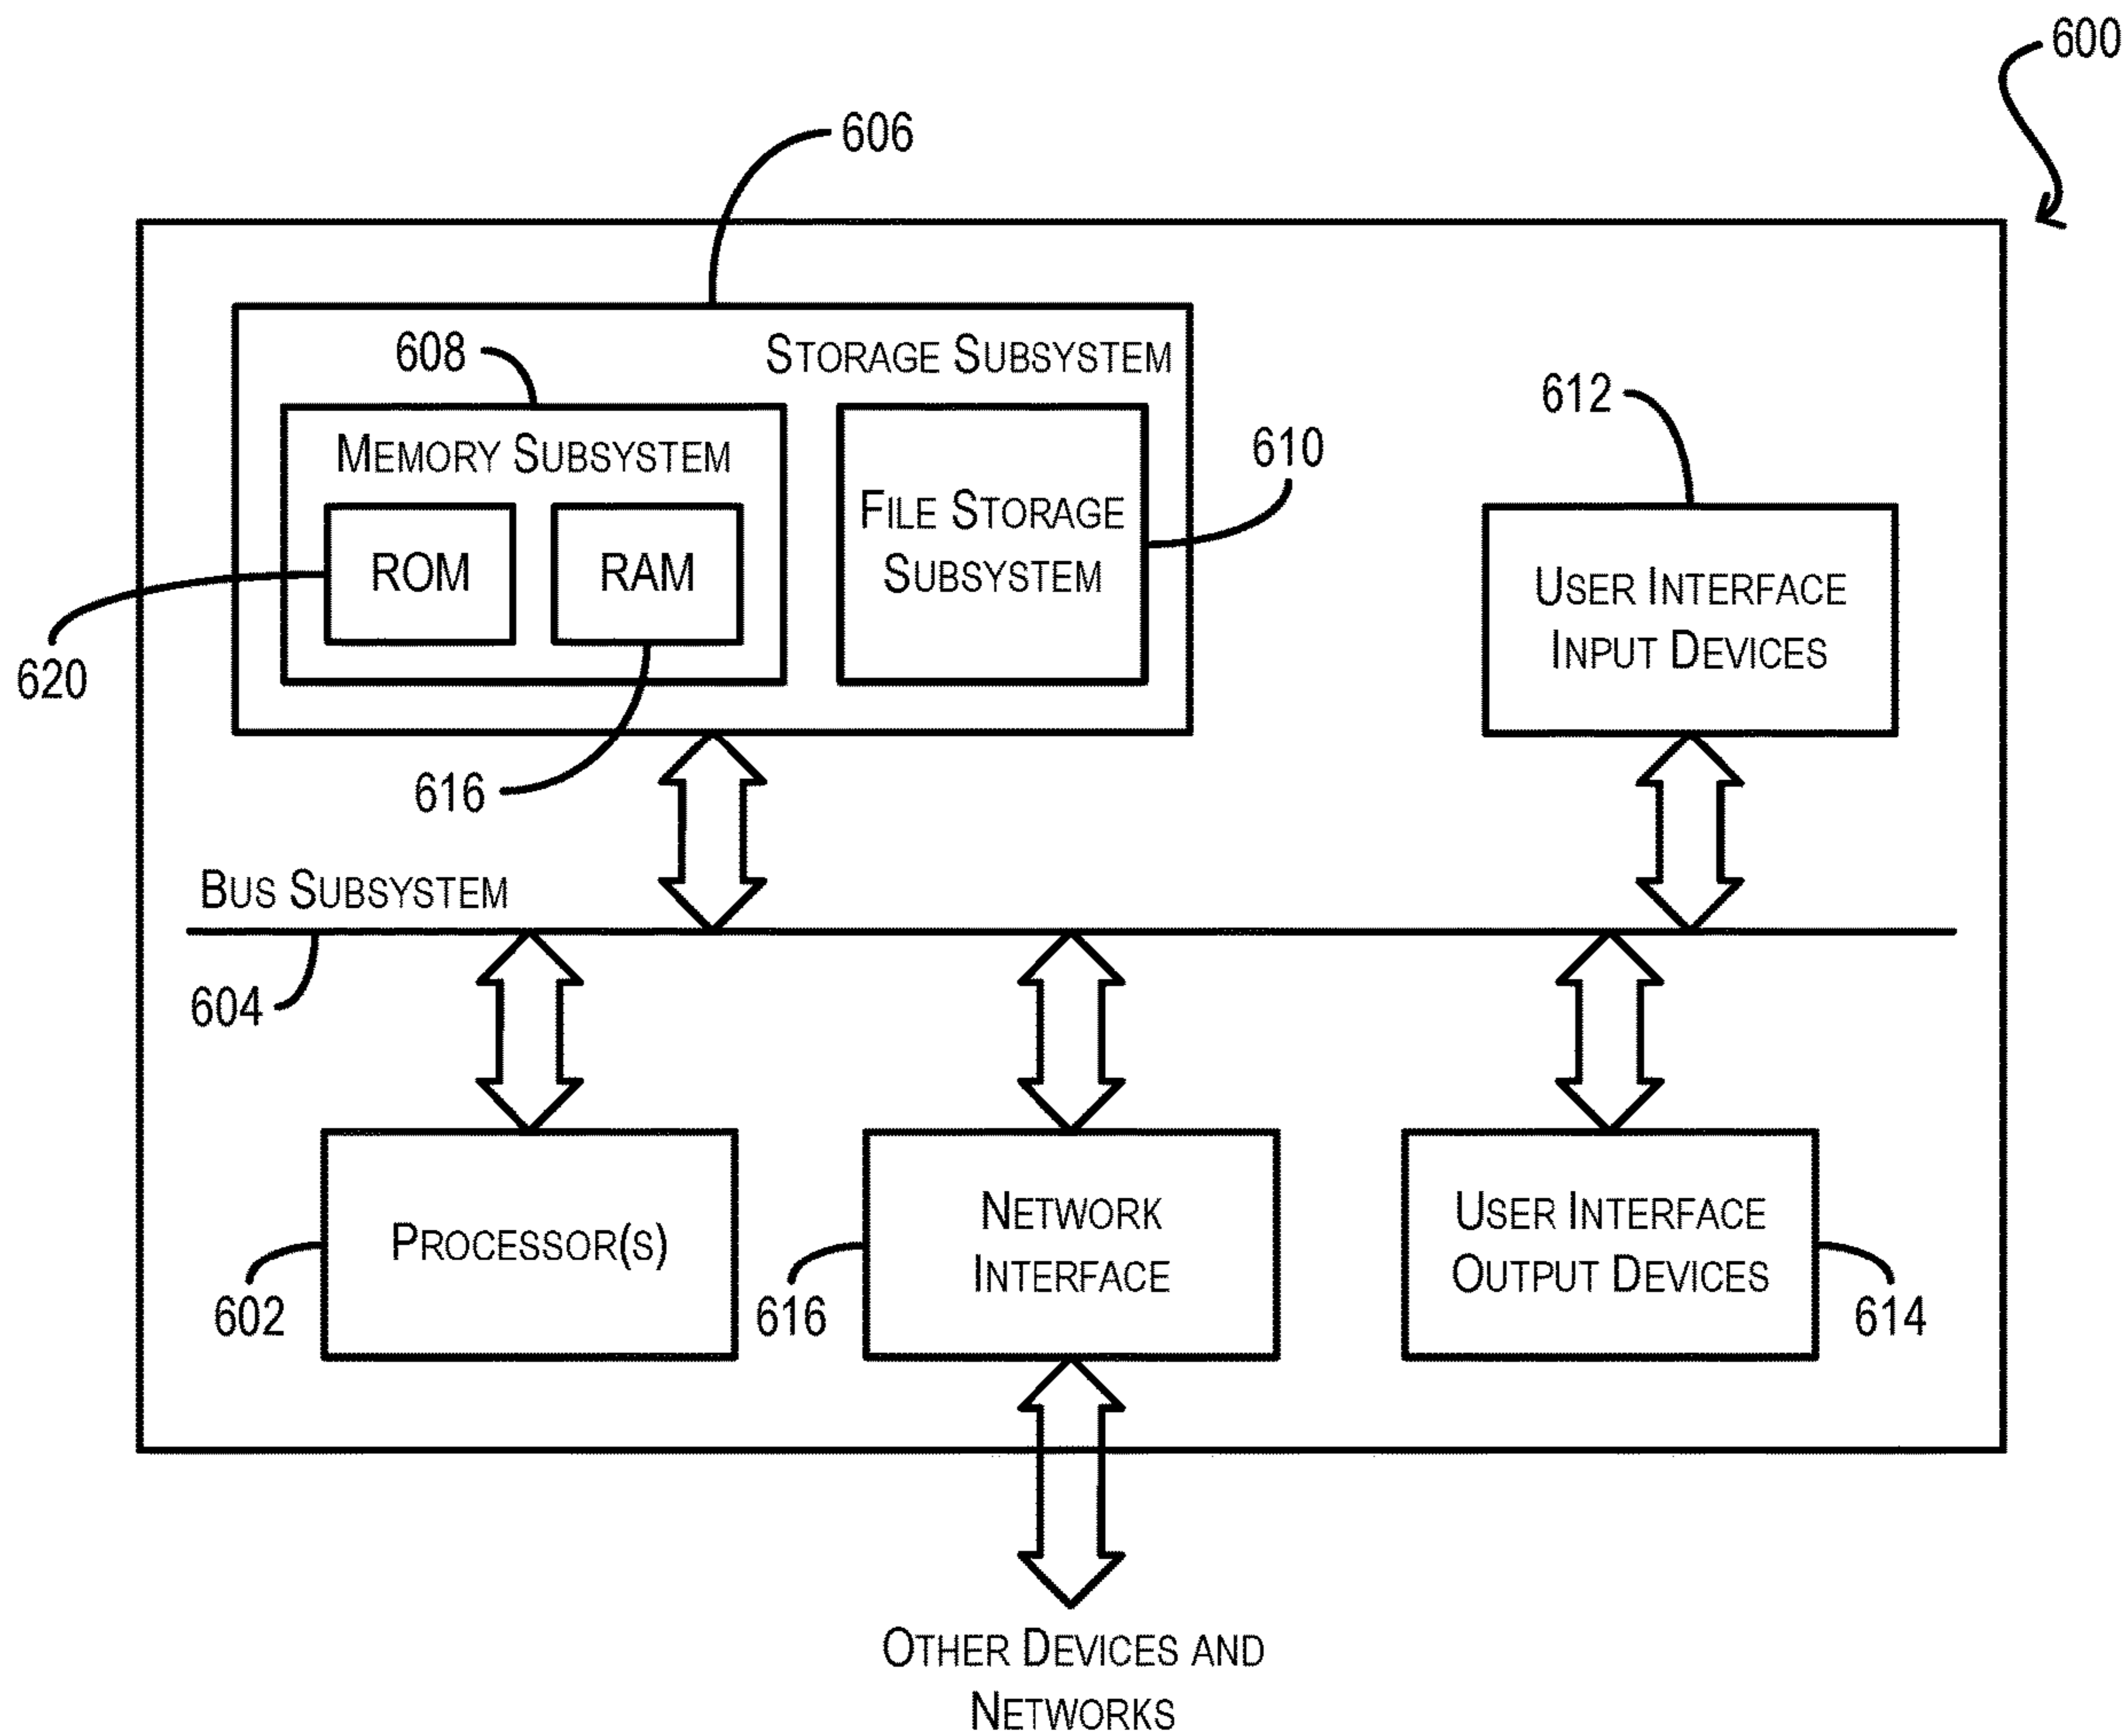 600
606
608
STORAGE SUBSYSTEM
612
MEMORY SUBSYSTEM
610
FILE STORAGE
SUBSYSTEM
ROM
RAM
USER INTERFACE
INPUT DEVICES
620
616
BUS SUBSYSTEM
604
PROCESSOR(S)
NETWORK
INTERFACE
USER INTERFACE
OUTPUT DEVICES
602
616
614
OTHER DEVICES AND
NETWORKS